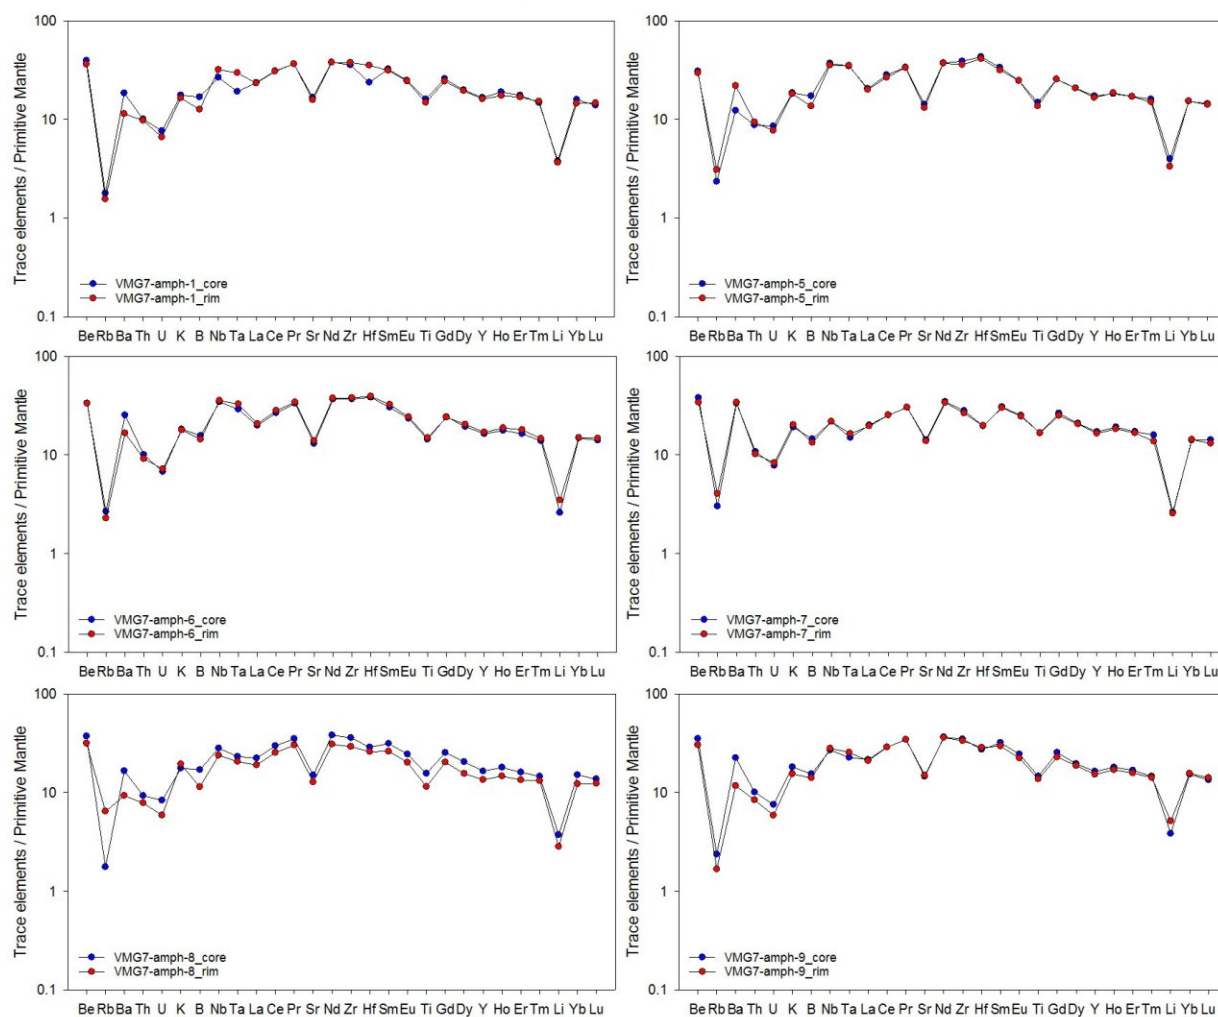 100
10
1
0.1
Trace elements / Primitive Mantle
VMG7-amph-1_core
VMG7-amph-1_rim
Be Rb Ba Th U K B Nb Ta La Ce Pr Sr Nd Zr Hf Sm Eu Ti Gd Dy Y Ho Er Tm Li Yb Lu
100
10
1
0.1
Trace elements / Primitive Mantle
VMG7-amph-5_core
VMG7-amph-5_rim
Be Rb Ba Th U K B Nb Ta La Ce Pr Sr Nd Zr Hf Sm Eu Ti Gd Dy Y Ho Er Tm Li Yb Lu
100
10
1
0.1
Trace elements / Primitive Mantle
VMG7-amph-6_core
VMG7-amph-6_rim
Be Rb Ba Th U K B Nb Ta La Ce Pr Sr Nd Zr Hf Sm Eu Ti Gd Dy Y Ho Er Tm Li Yb Lu
100
10
1
0.1
Trace elements / Primitive Mantle
VMG7-amph-7_core
VMG7-amph-7_rim
Be Rb Ba Th U K B Nb Ta La Ce Pr Sr Nd Zr Hf Sm Eu Ti Gd Dy Y Ho Er Tm Li Yb Lu
100
10
1
0.1
Trace elements / Primitive Mantle
VMG7-amph-8_core
VMG7-amph-8_rim
Be Rb Ba Th U K B Nb Ta La Ce Pr Sr Nd Zr Hf Sm Eu Ti Gd Dy Y Ho Er Tm Li Yb Lu
100
10
1
0.1
Trace elements / Primitive Mantle
VMG7-amph-9_core
VMG7-amph-9_rim
Be Rb Ba Th U K B Nb Ta La Ce Pr Sr Nd Zr Hf Sm Eu Ti Gd Dy Y Ho Er Tm Li Yb Lu